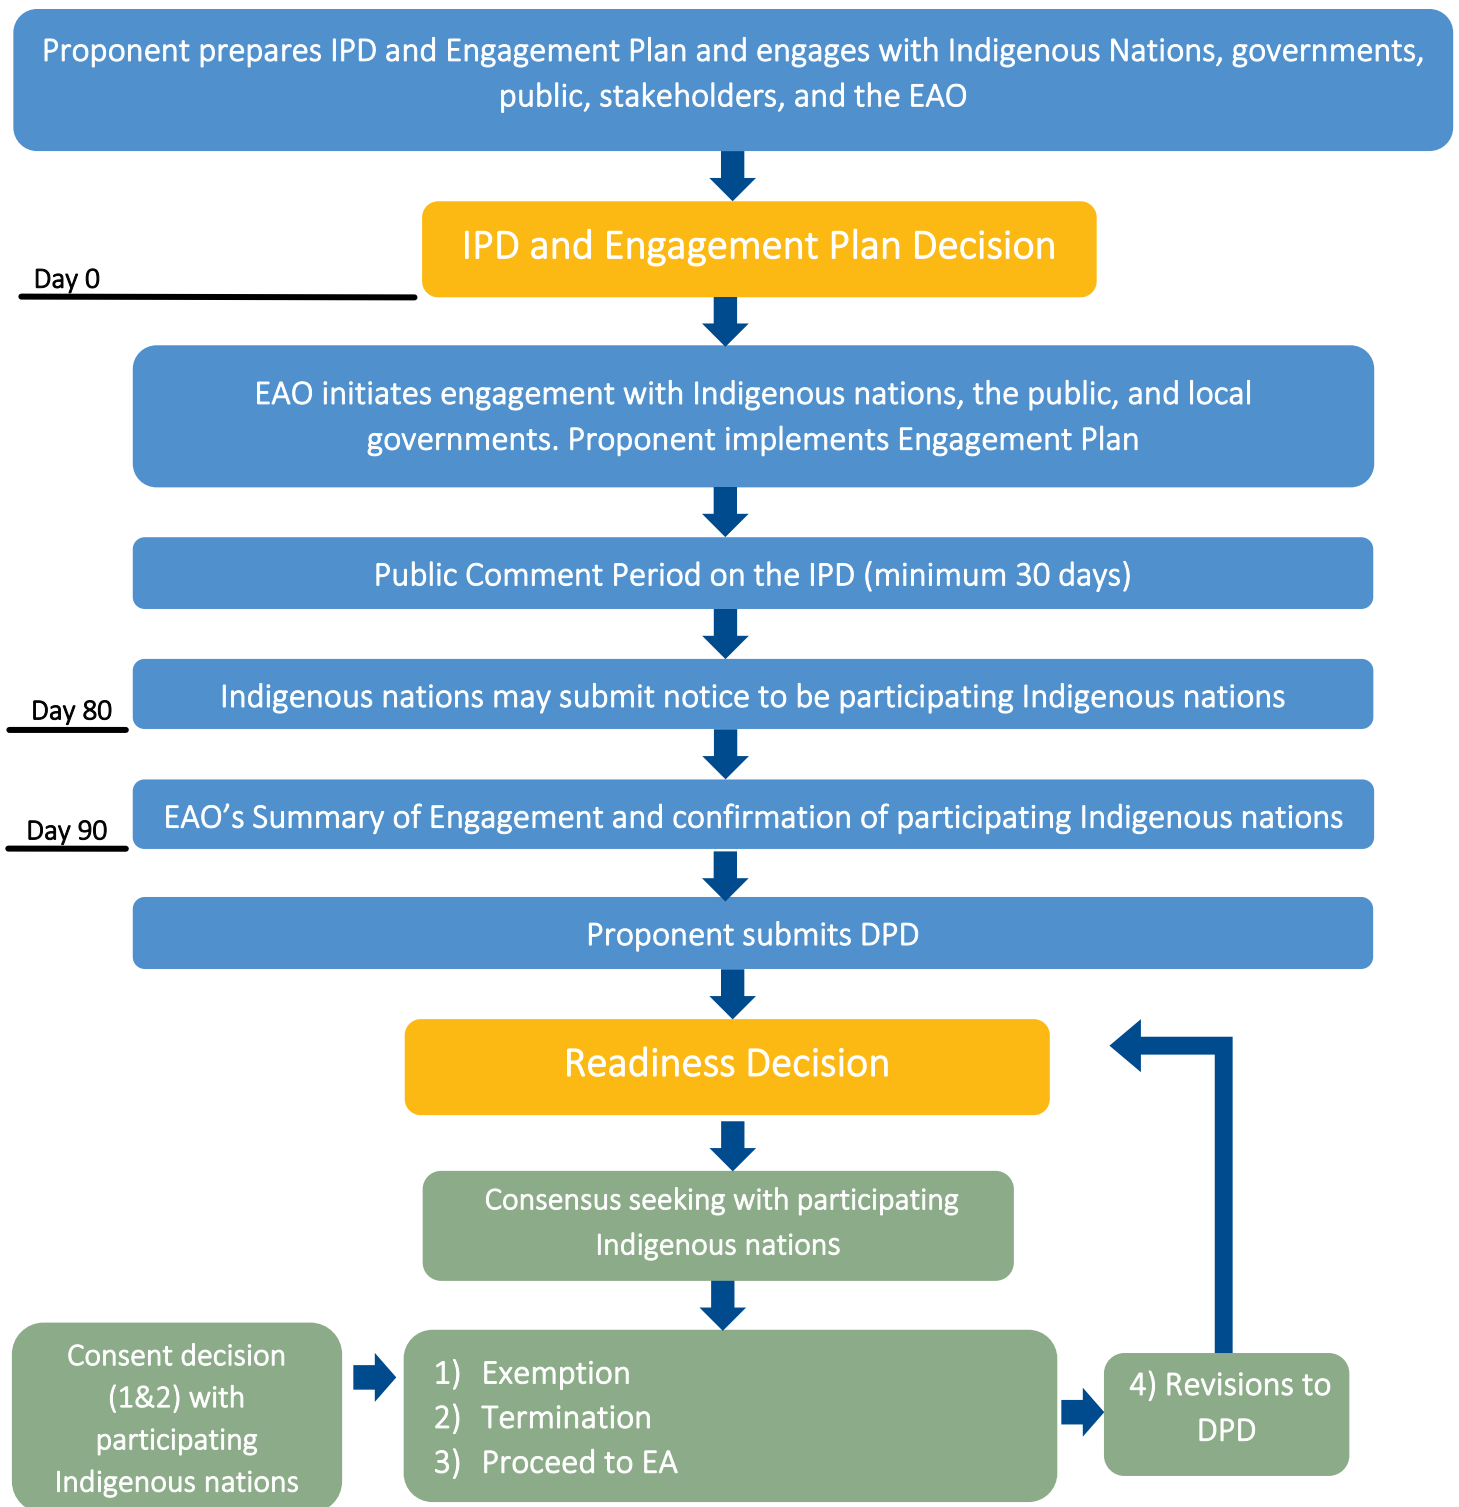 Proponent prepares IPD and Engagement Plan and engages with Indigenous Nations, governments,
public, stakeholders, and the EAO
IPD and Engagement Plan Decision
Day 0
EAO initiates engagement with Indigenous nations, the public, and local
governments. Proponent implements Engagement Plan
Public Comment Period on the IPD (minimum 30 days)
Indigenous nations may submit notice to be participating Indigenous nations
Day 80
EAO’s Summary of Engagement and confirmation of participating Indigenous nations
Day 90
Proponent submits DPD
Readiness Decision
Consensus seeking with participating
Indigenous nations
Consent decision
(1&2) with
participating
Indigenous nations
1) Exemption
2) Termination
3) Proceed to EA
4) Revisions to
DPD